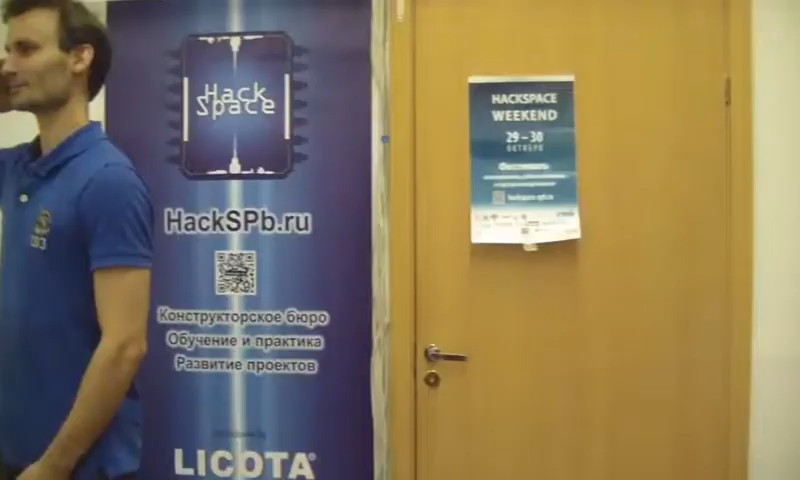 Hack
Space
HackSPb.ru
Конструкторское бюро
Обучение и практика
Развитие проектов
LICOTA®
HACKSPACE
WEEKEND
29 – 30
ОКТЯБРЯ
Фестиваль